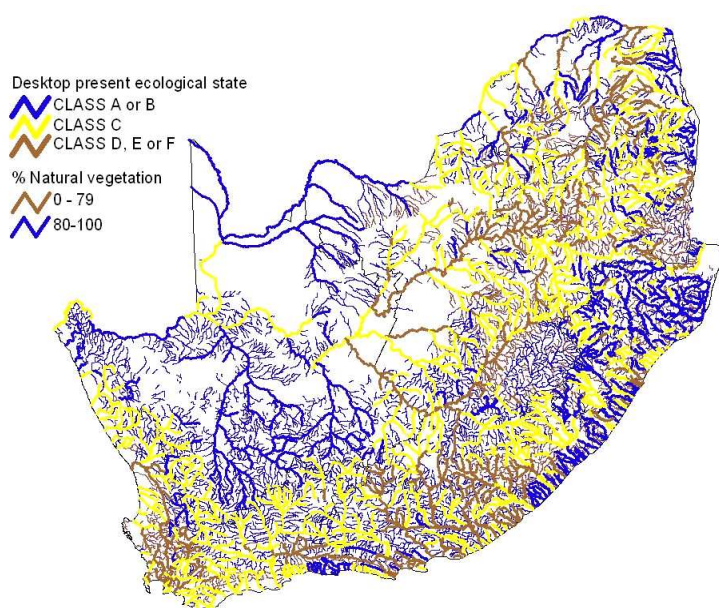 Desktop present ecological state
CLASS A or B
CLASS C
CLASS D, E or F
% Natural vegetation
0 - 79
80-100